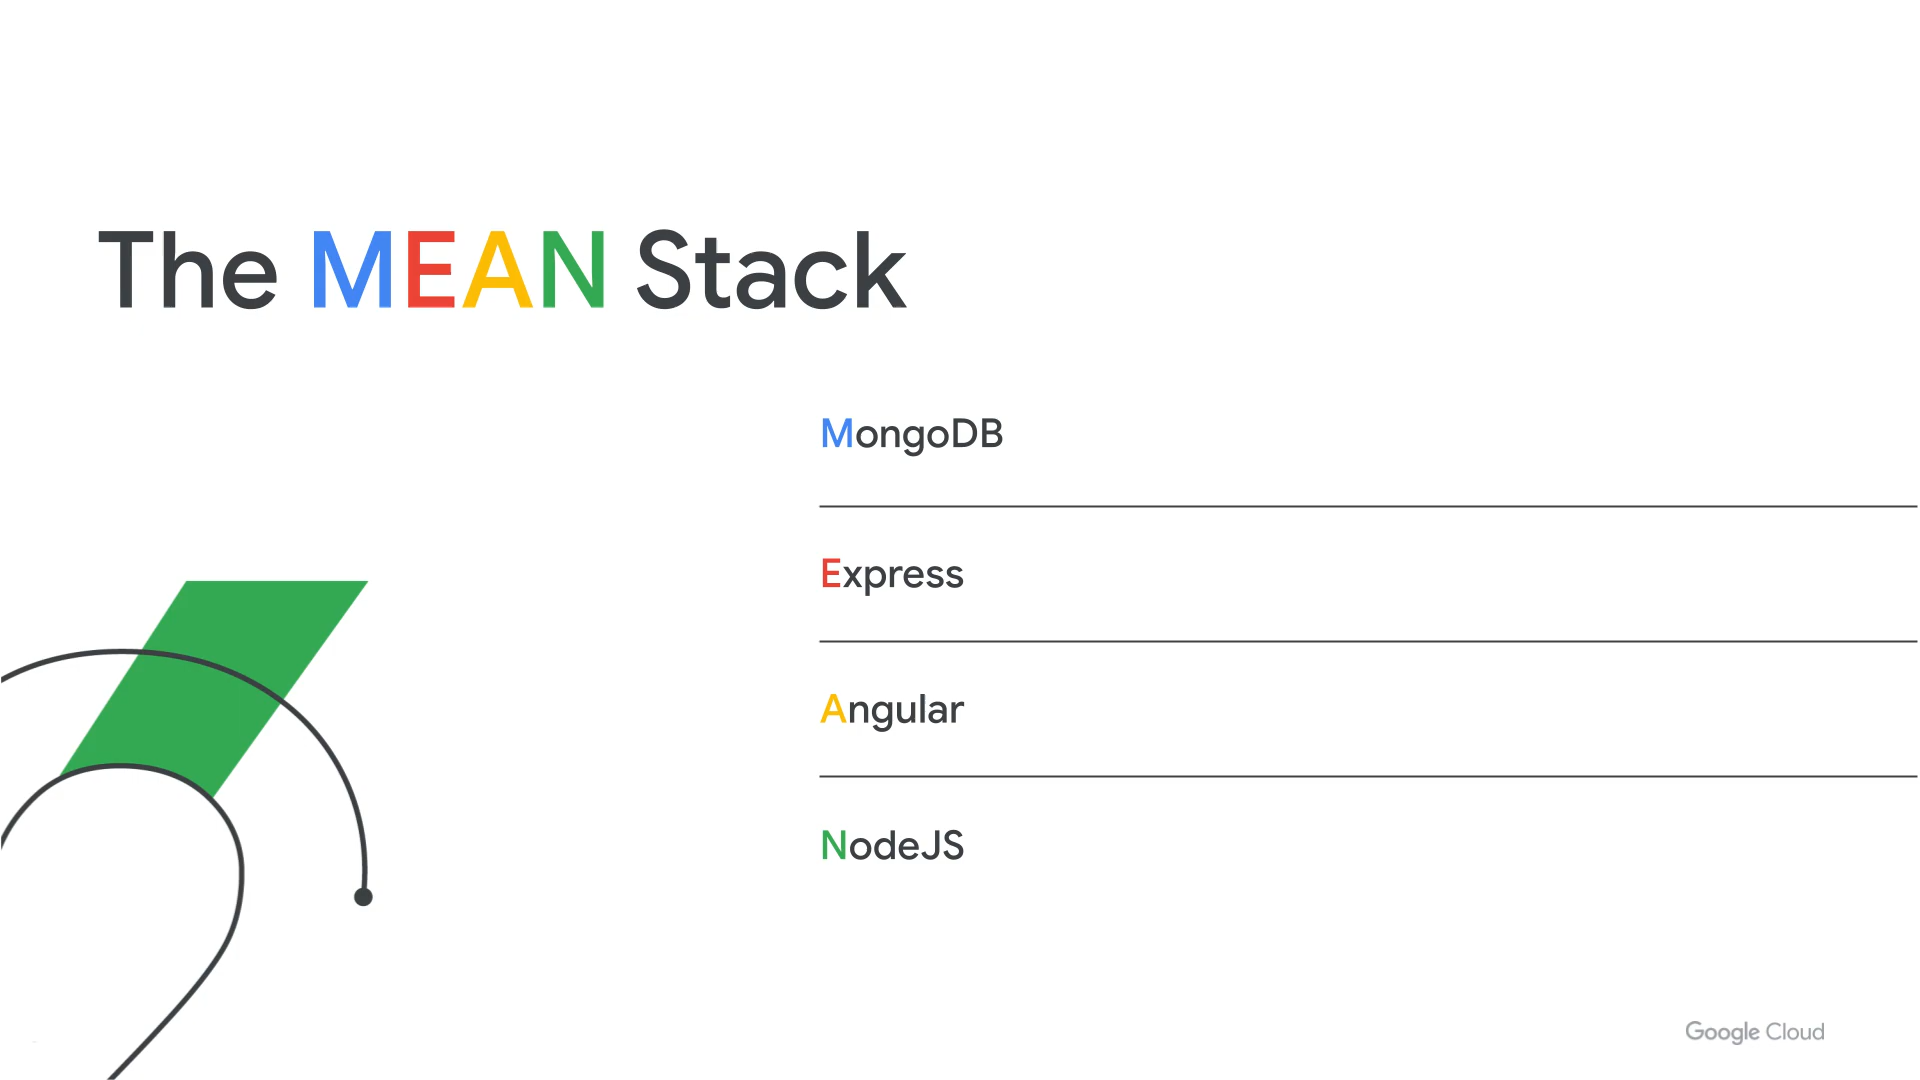 The MEAN Stack
MongoDB
Express
Angular
NodeJS
Google Cloud